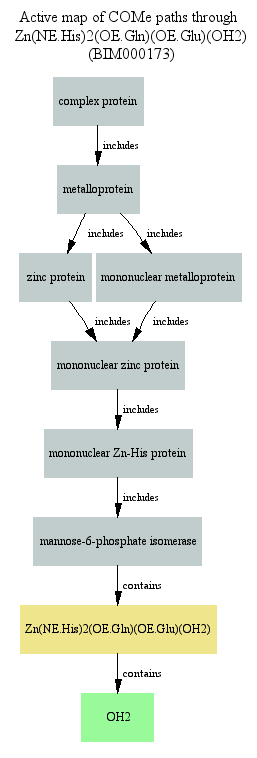 Active map of COMe paths through
Zn(NE.His)2(OE.Gln)(OE.Glu)(OH2)
(BIM000173)
complex protein
includes
metalloprotein
includes includes
zinc protein mononuclear metalloprotein
includes includes
mononuclear zinc protein
includes
mononuclear Zn-His protein
includes
mannose-6-phosphate isomerase
contains
Zn(NE.His)2(OE.Gln)(OE.Glu)(OH2)
contains
OH2